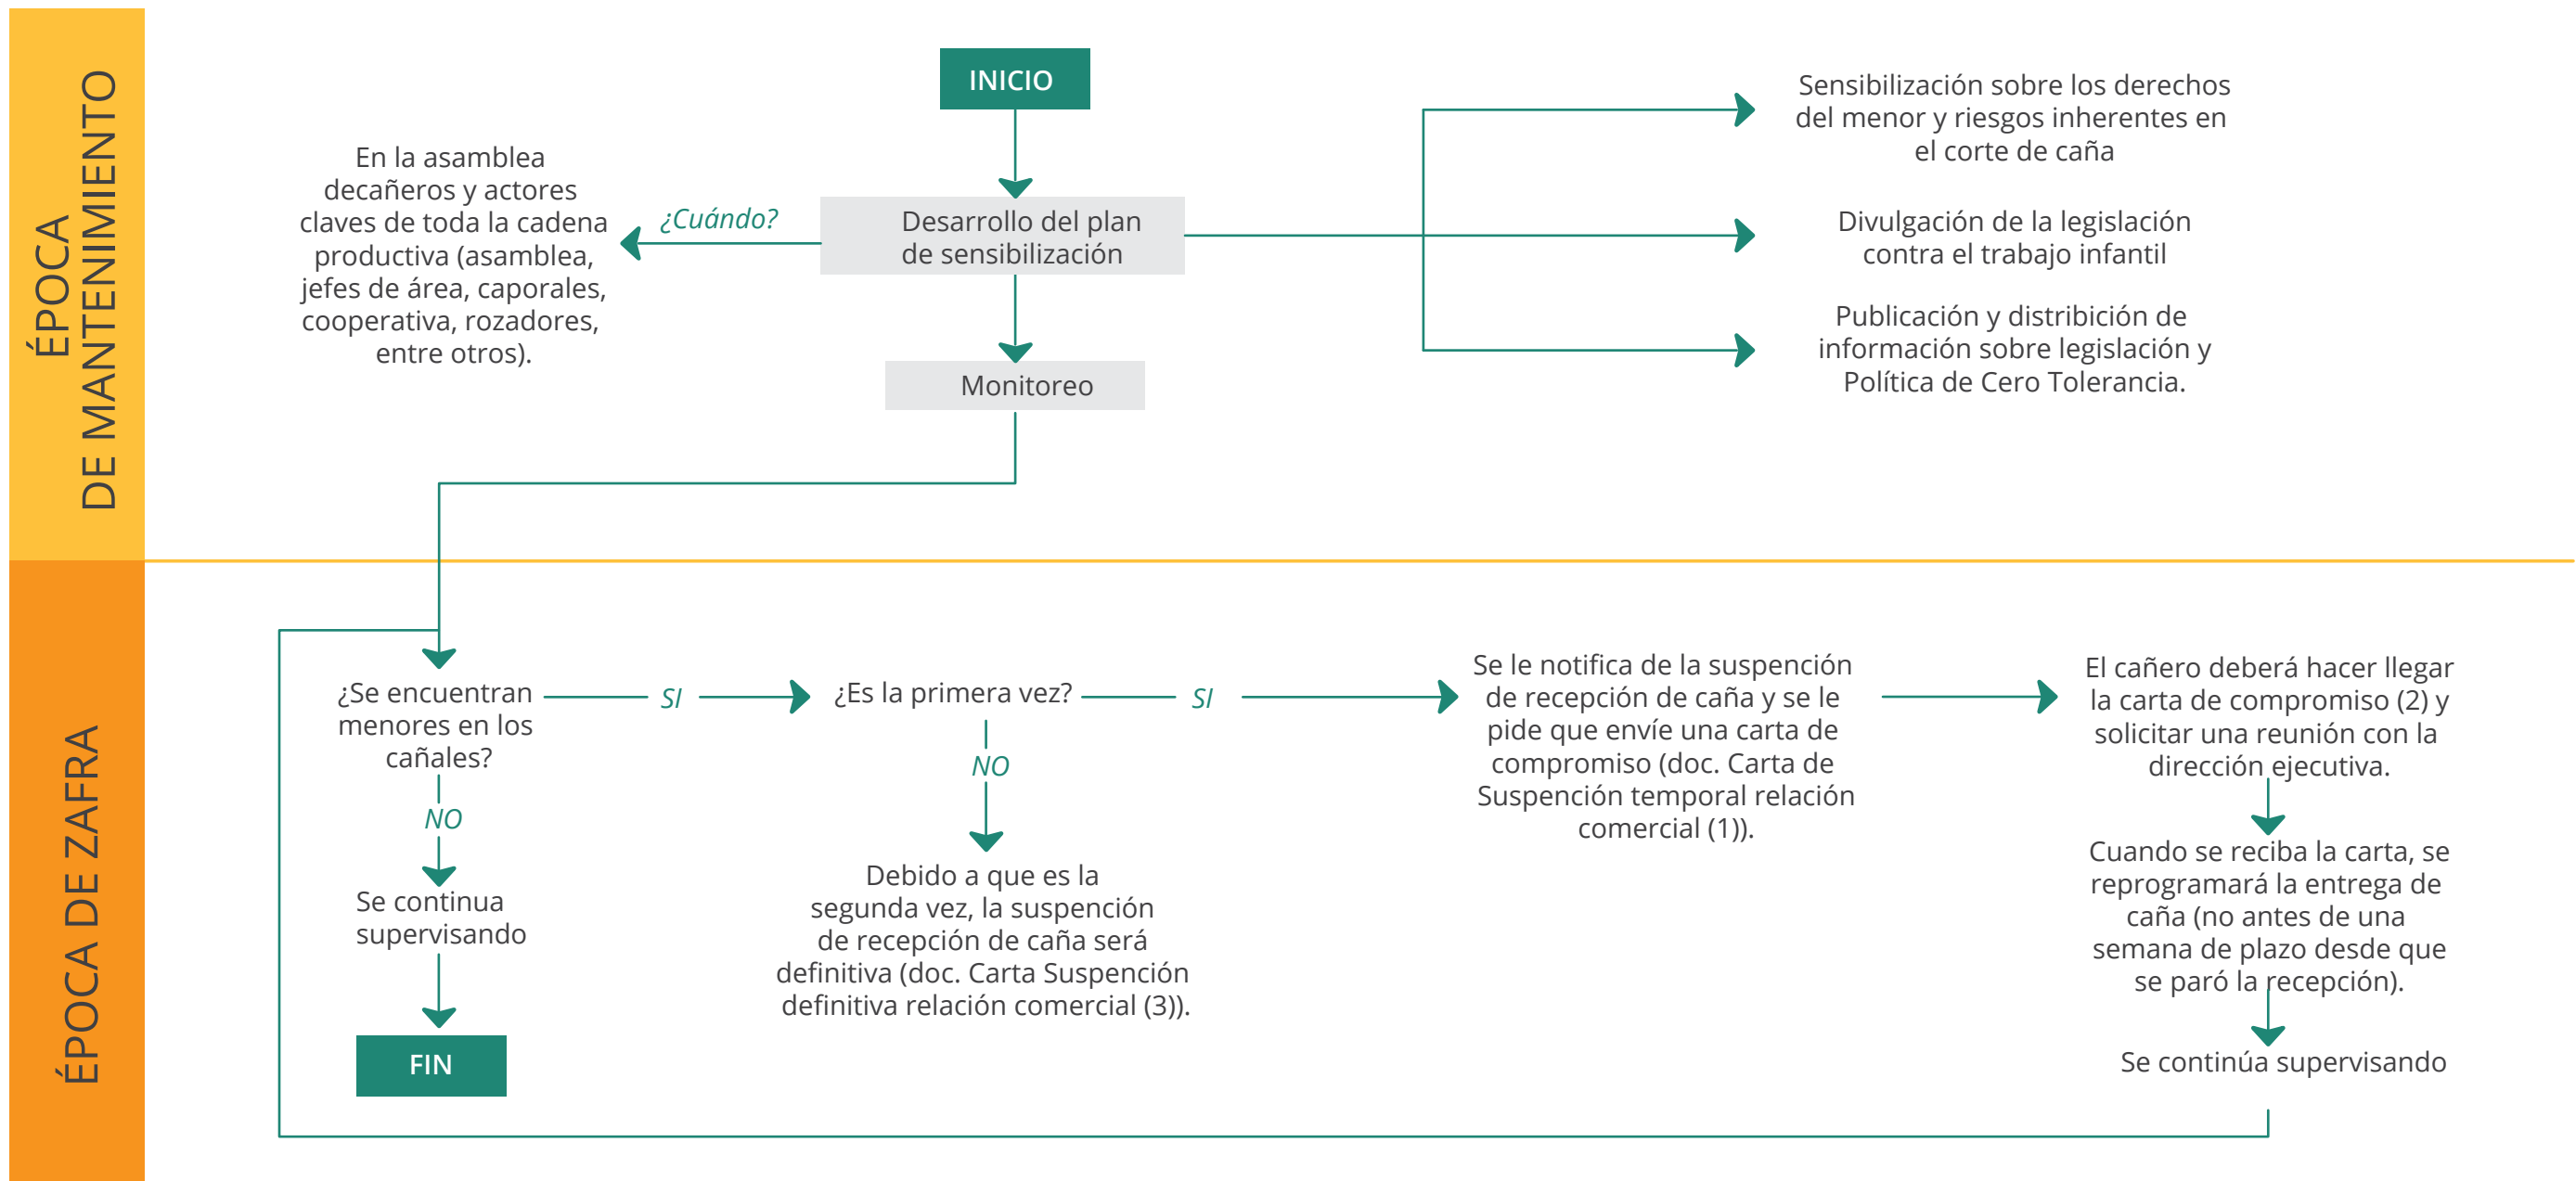 ÉPOCA
DE MANTENIMIENTO
INICIO
En la asamblea
decañeros y actores
claves de toda la cadena
productiva (asamblea,
jefes de área, caporales,
cooperativa, rozadores,
entre otros).
¿Cuándo?
Desarrollo del plan
de sensibilización
Monitoreo
Sensibilización sobre los derechos
del menor y riesgos inherentes en
el corte de caña
Divulgación de la legislación
contra el trabajo infantil
Publicación y distribición de
información sobre legislación y
Política de Cero Tolerancia.
ÉPOCA DE ZAFRA
¿Se encuentran
menores en los
cañales?
SI
NO
Se continua
supervisando
FIN
¿Es la primera vez?
SI
NO
Debido a que es la
segunda vez, la suspención
de recepción de caña será
definitiva (doc. Carta Suspención
definitiva relación comercial (3)).
Se le notifica de la suspención
de recepción de caña y se le
pide que envíe una carta de
compromiso (doc. Carta de
Suspención temporal relación
comercial (1)).
El cañero deberá hacer llegar
la carta de compromiso (2) y
solicitar una reunión con la
dirección ejecutiva.
Cuando se reciba la carta, se
reprogramará la entrega de
caña (no antes de una
semana de plazo desde que
se paró la recepción).
Se continúa supervisando